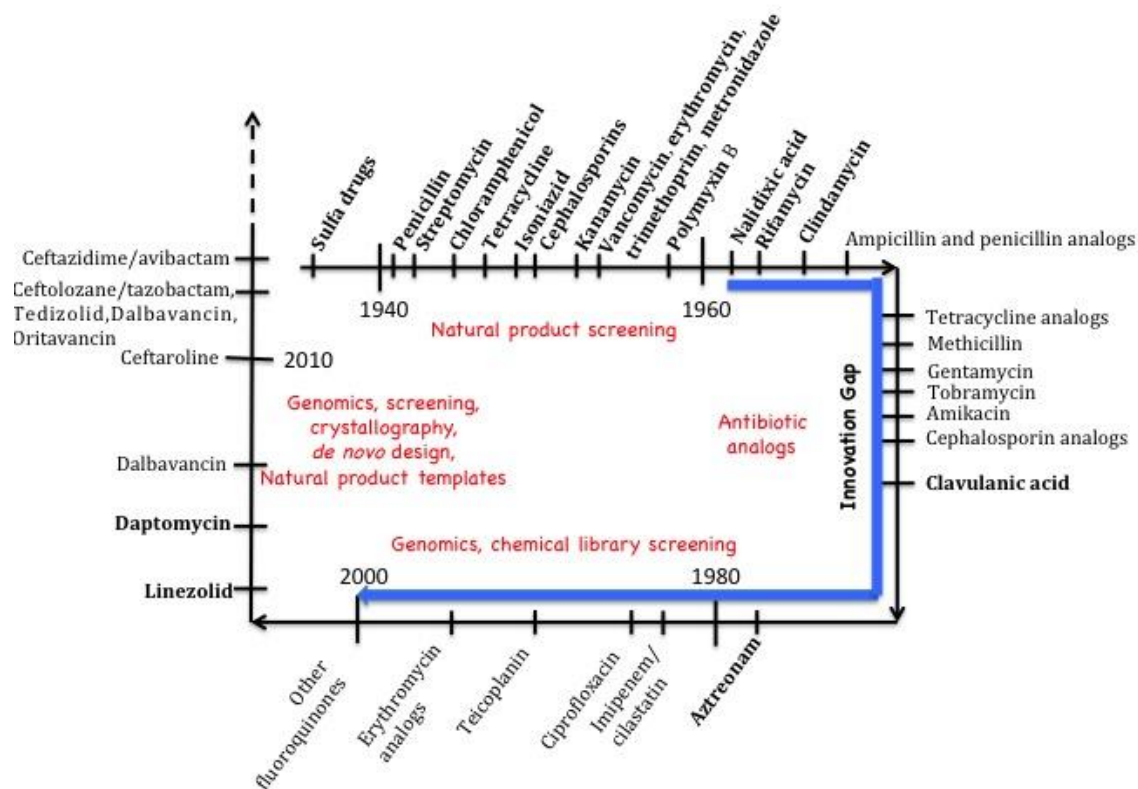 Sulfa drugs
Penicillin
Streptomycin
Chloramphenicol
Tetracycline
Isoniazid
Cephalosporins
Kanamycin
Vancomycin, erythromycin,
trimethoprim, metronidazole
Polymyxin B
Nalidixic acid
Rifamycin
Clindamycin
Ampicillin and penicillin analogs
1940
1960
Natural product screening
Tetracycline analogs
Methicillin
Gentamycin
Tobramycin
Amikacin
Cephalosporin analogs
Clavulanic acid
Innovation Gap
Antibiotic
analogs
Genomics, chemical library screening
1980
2000
Aztreonam
Imipenem/
cilastatin
Ciprofloxacin
Teicoplanin
Erythromycin
analogs
Other
fluoroquinones
Linezolid
Daptomycin
Dalbavancin
Genomics, screening,
crystallography,
de novo design,
Natural product templates
2010
Ceftaroline
Ceftolozane/tazobactam,
Tedizolid,Dalbavancin,
Oritavancin
Ceftazidime/avibactam